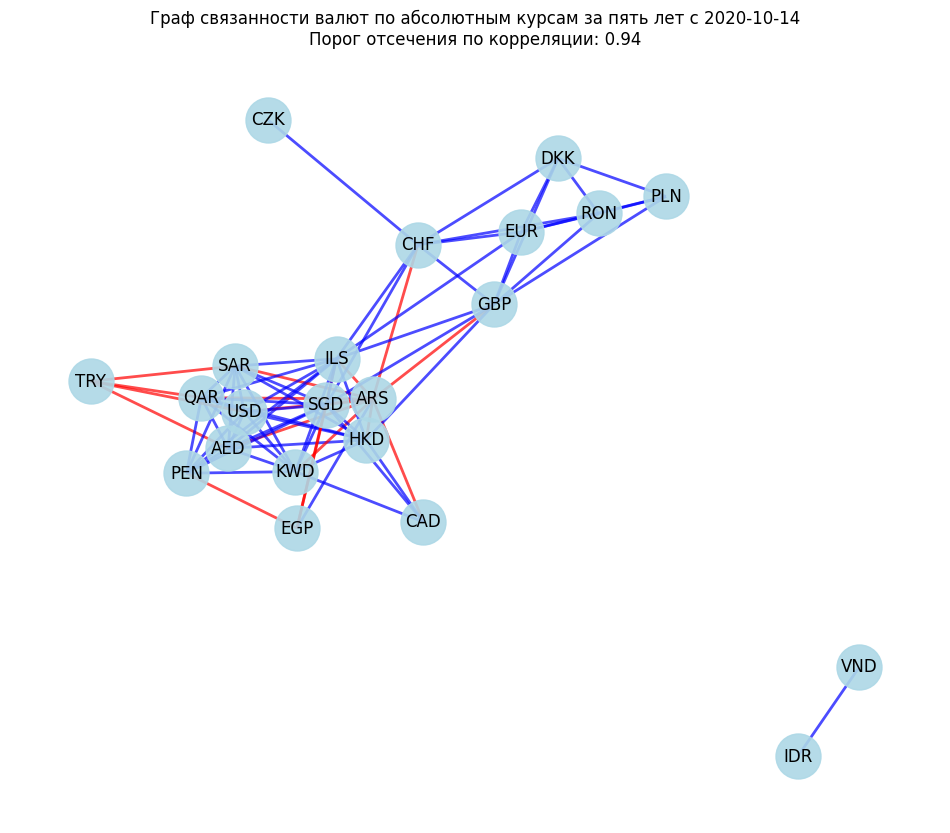 Граф связанности валют по абсолютным курсам за пять лет с 2020-10-14
Порог отсечения по корреляции: 0.94
CZK
DKK
PLN
RON
EUR
CHF
GBP
ILS
SAR
TRY
QAR
ARS
SGD
USD
HKD
AED
PEN
KWD
CAD
EGP
VND
IDR